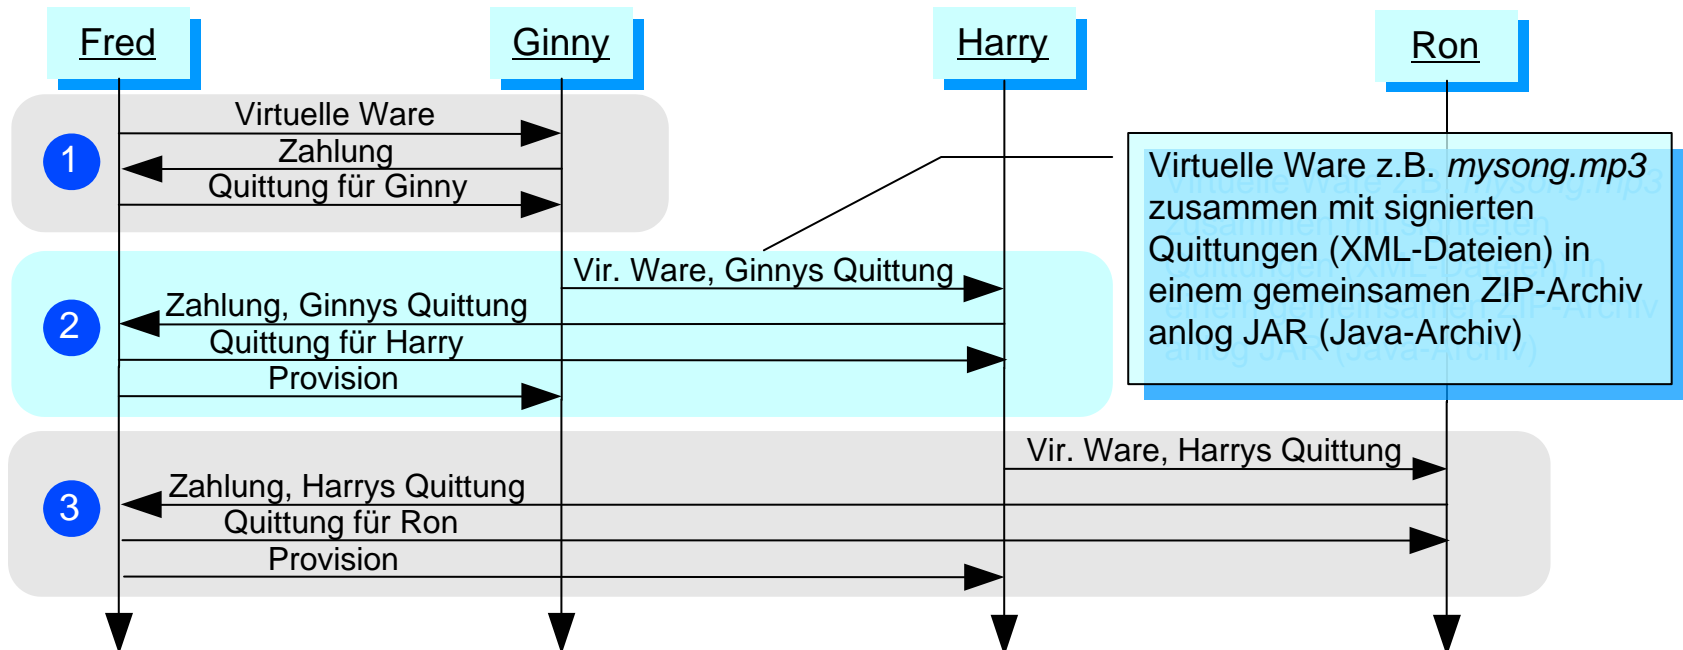 Fred
Ginny
Harry
Ron
1
Virtuelle Ware
Zahlung
Quittung für Ginny
Virtuelle Ware z.B. mysong.mp3
zusammen mit signierten
Quittungen (XML-Dateien) in
einem gemeinsamen ZIP-Archiv
anlog JAR (Java-Archiv)
2
Vir. Ware, Ginnys Quittung
Zahlung, Ginnys Quittung
Quittung für Harry
Provision
3
Vir. Ware, Harrys Quittung
Zahlung, Harrys Quittung
Quittung für Ron
Provision